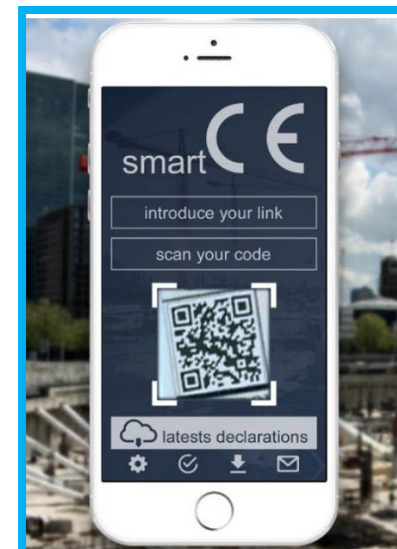 smart CE
introduce your link
scan your code
latests declarations